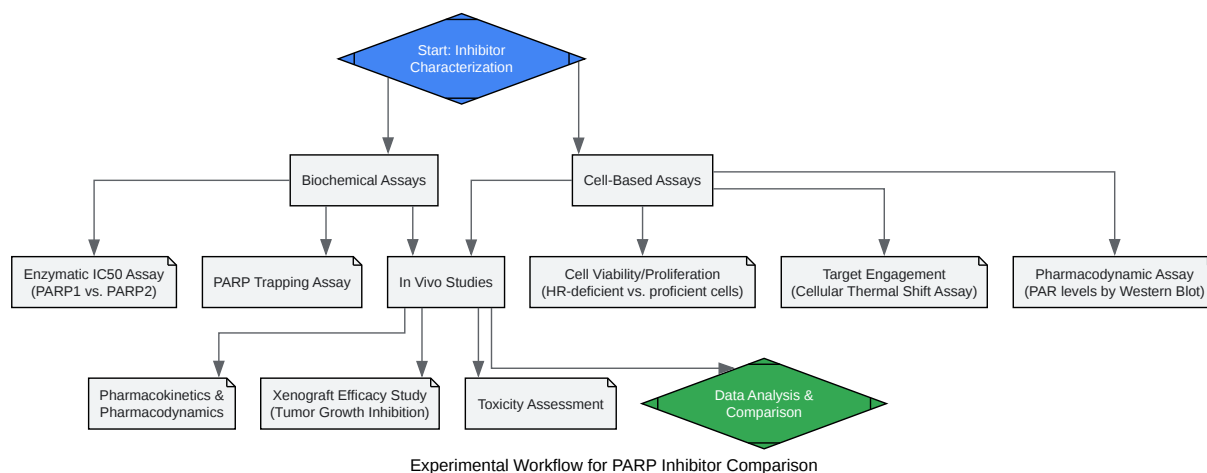 Start: Inhibitor
Characterization
Biochemical Assays
Cell-Based Assays
Enzymatic IC50 Assay
(PARP1 vs. PARP2)
PARP Trapping Assay
In Vivo Studies
Cell Viability/Proliferation
(HR-deficient vs. proficient cells)
Target Engagement
(Cellular Thermal Shift Assay)
Pharmacodynamic Assay
(PAR levels by Western Blot)
Pharmacokinetics &
Pharmacodynamics
Xenograft Efficacy Study
(Tumor Growth Inhibition)
Toxicity Assessment
Data Analysis &
Comparison
Experimental Workflow for PARP Inhibitor Comparison